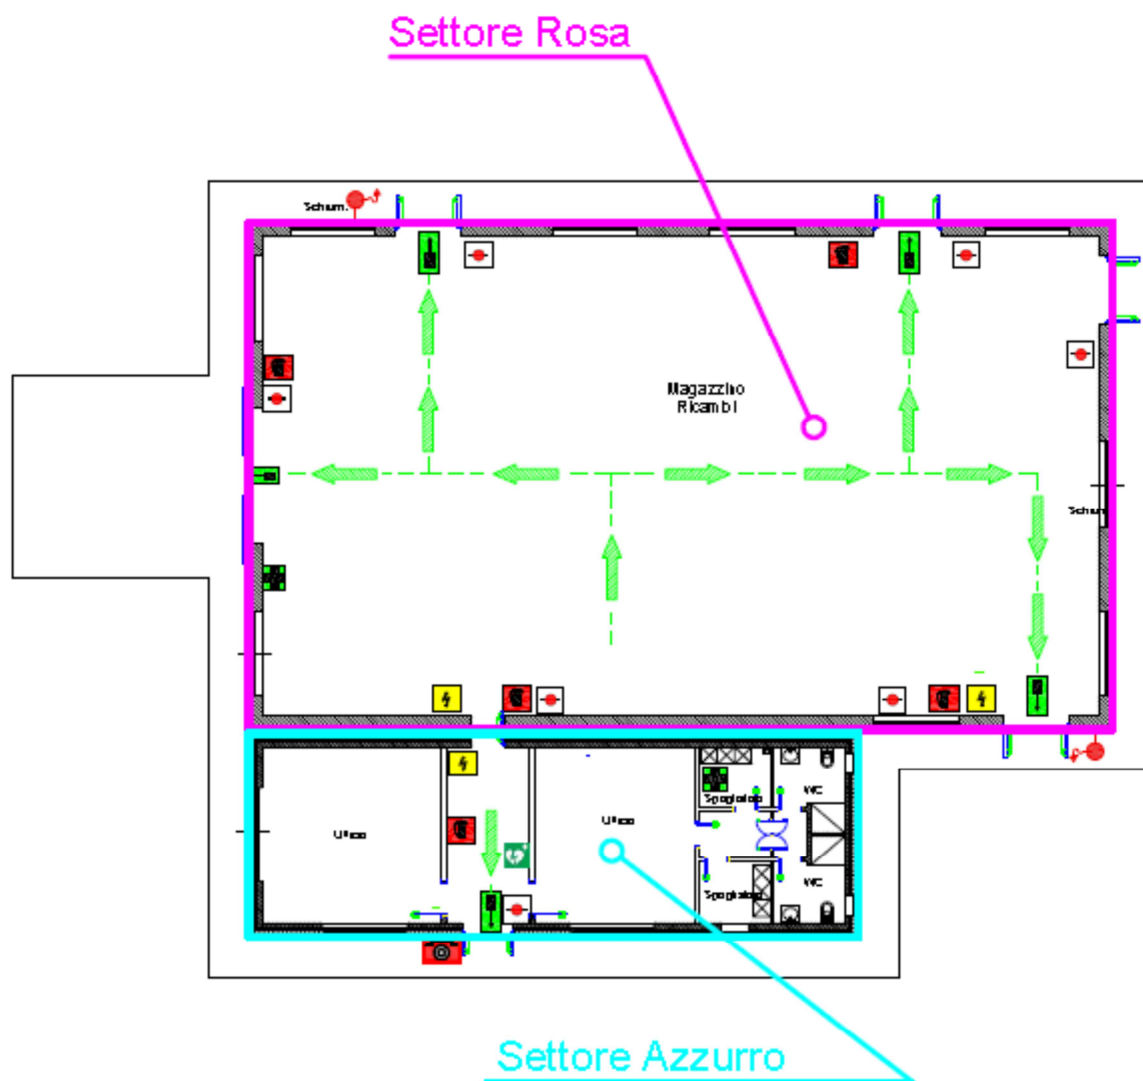 Settore Rosa
Schium.
Magazzino
Ricambi
Schium.
Ufficio
Ufficio
Spogliatoio
WC
Spogliatoio
WC
Settore Azzurro